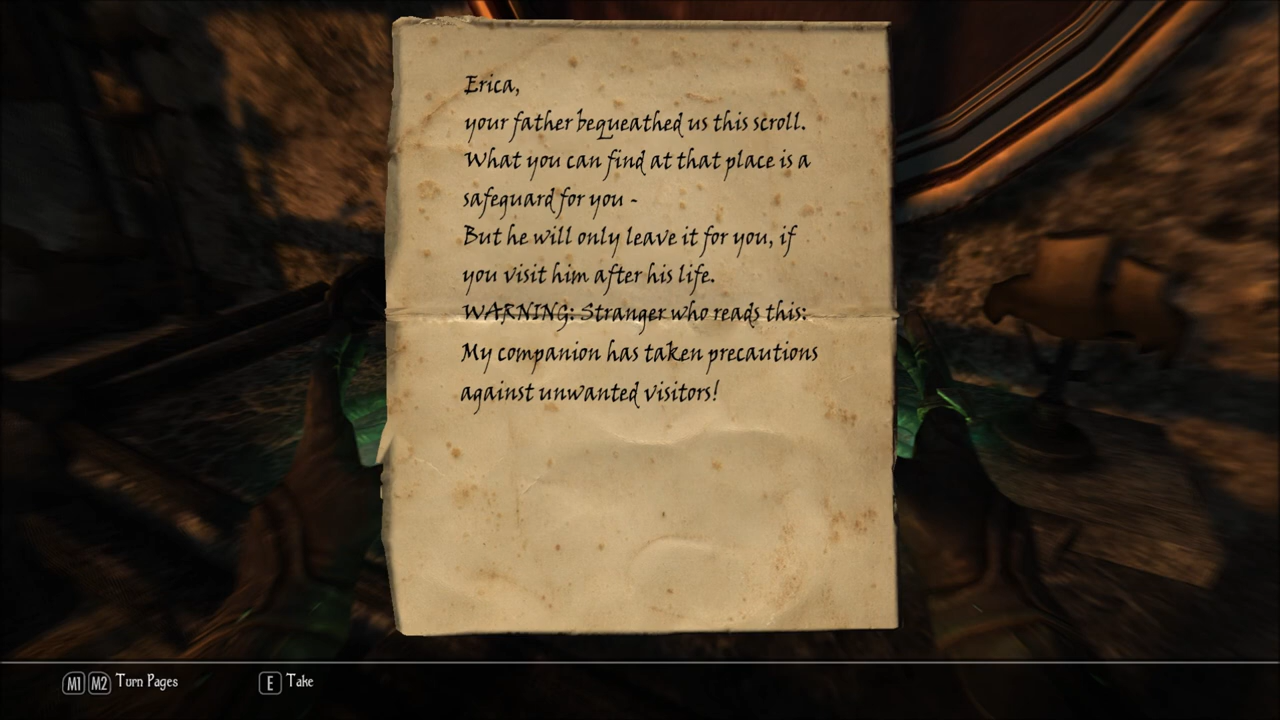 Erica,
your father bequeathed us this scroll.
What you can find at that place is a
safeguard for you -
But he will only leave it for you, if
you visit him after his life.
WARNING: Stranger who reads this:
My companion has taken precautions
against unwanted visitors!
M1 M2 Turn Pages
E Take